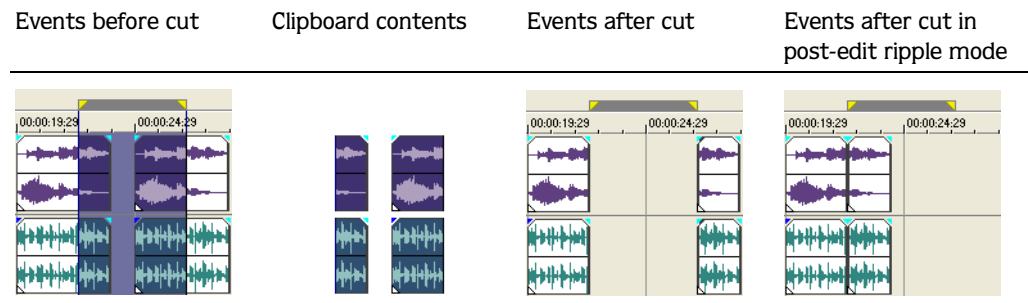 Events before cut
Clipboard contents
Events after cut
Events after cut in
post-edit ripple mode
00:00:19:29
00:00:24:29
00:00:19:29
00:00:24:29
00:00:19:29
00:00:24:29